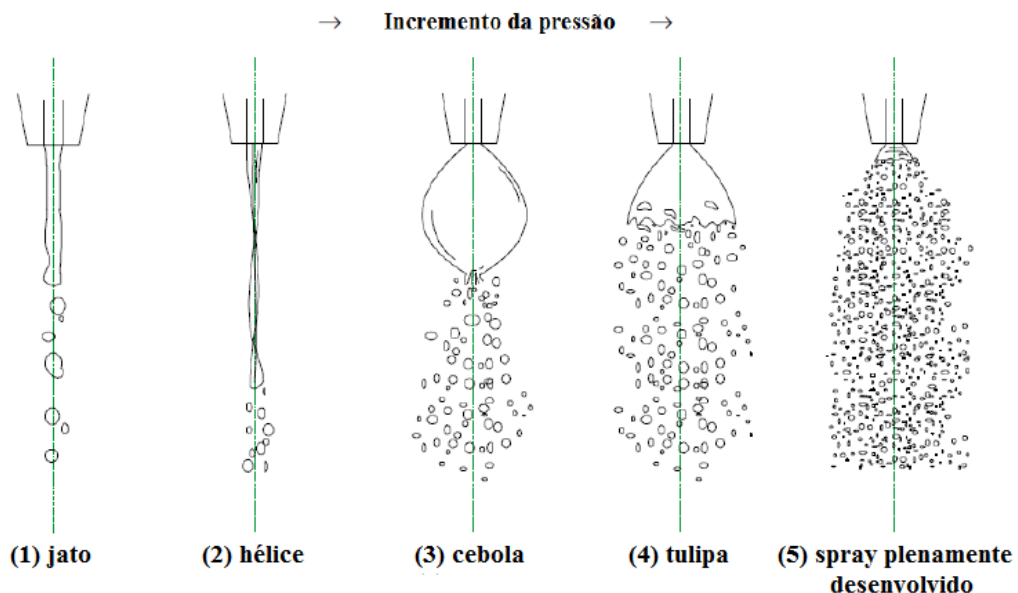 → Incremento da pressão →
(1) jato
(2) hélice
(3) cebola
(4) tulipa
(5) spray plenamente
desenvolvido